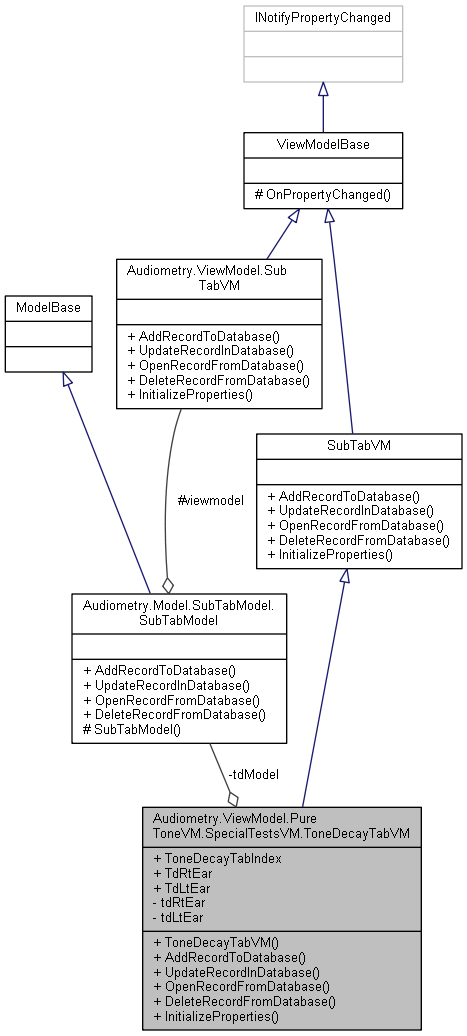 INotifyPropertyChanged
ViewModelBase
# OnPropertyChanged()
Audiometry.ViewModel.Sub
TabVM
+ AddRecordToDatabase()
+ UpdateRecordInDatabase()
+ OpenRecordFromDatabase()
+ DeleteRecordFromDatabase()
+ InitializeProperties()
ModelBase
SubTabVM
+ AddRecordToDatabase()
+ UpdateRecordInDatabase()
+ OpenRecordFromDatabase()
+ DeleteRecordFromDatabase()
+ InitializeProperties()
#viewmodel
Audiometry.Model.SubTabModel.
SubTabModel
+ AddRecordToDatabase()
+ UpdateRecordInDatabase()
+ OpenRecordFromDatabase()
+ DeleteRecordFromDatabase()
# SubTabModel()
-tdModel
Audiometry.ViewModel.Pure
ToneVM.SpecialTestsVM.ToneDecayTabVM
+ ToneDecayTabIndex
+ TdRtEar
+ TdLtEar
- tdRtEar
- tdLtEar
+ ToneDecayTabVM()
+ AddRecordToDatabase()
+ UpdateRecordInDatabase()
+ OpenRecordFromDatabase()
+ DeleteRecordFromDatabase()
+ InitializeProperties()